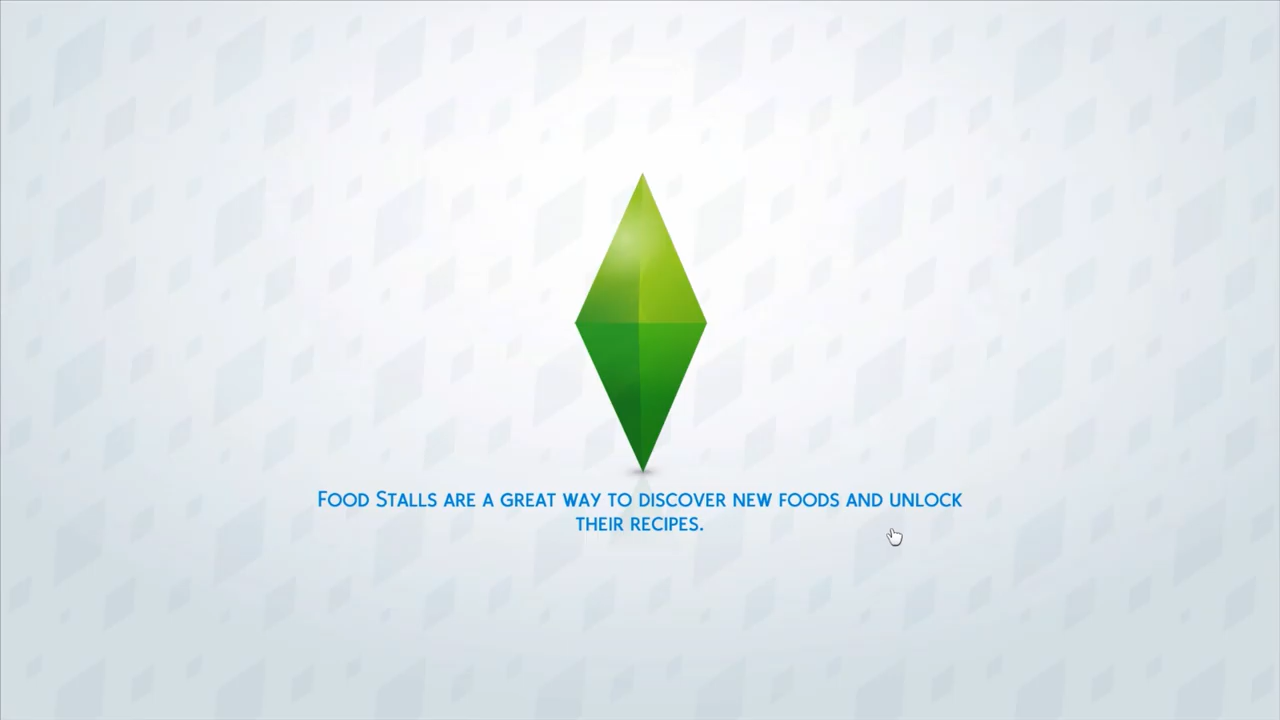 Food Stalls are a great way to discover new foods and unlock
their recipes.